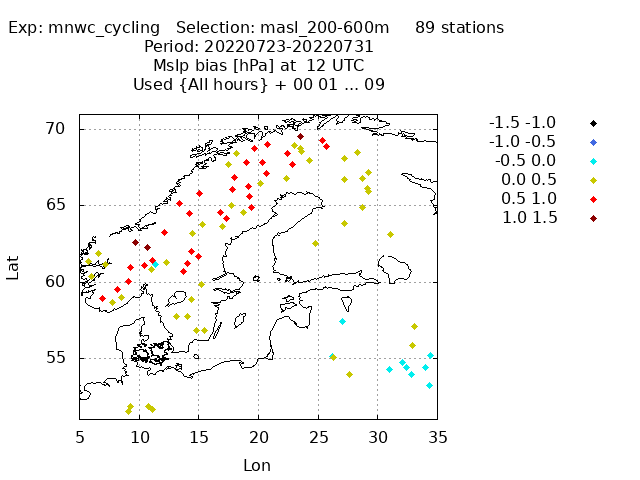 Exp: mnwc_cycling   Selection: masl_200-600m     89 stations
Period: 20220723-20220731
Mslp bias [hPa] at  12 UTC
Used {All hours} + 00 01 ... 09
-1.5 -1.0
-1.0 -0.5
-0.5 0.0
0.0 0.5
0.5 1.0
1.0 1.5
70
65
60
55
Lat
5 10 15 20 25 30 35
Lon